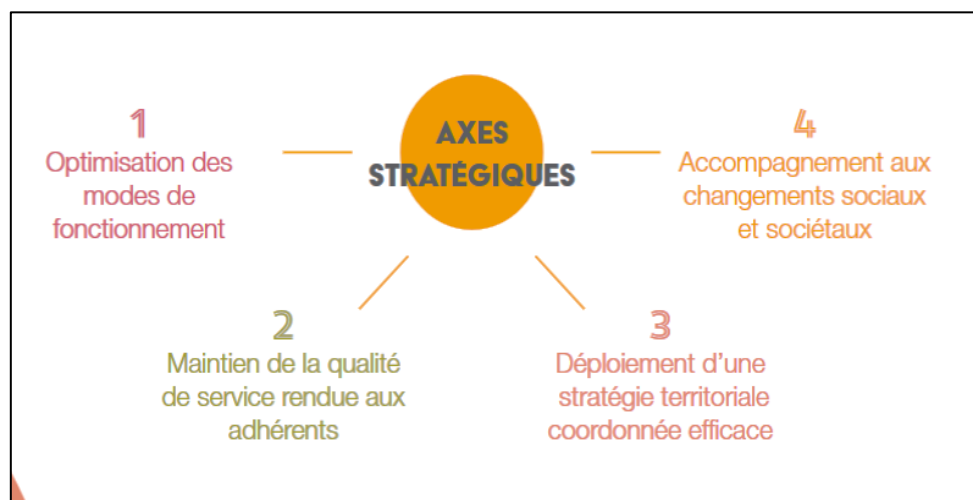 AXES
STRATÉGIQUES
1
Optimisation des
modes de
fonctionnement
2
Maintien de la qualité
de service rendue aux
adhérents
3
Déploiement d'une
stratégie territoriale
coordonnée efficace
4
Accompagnement aux
changements sociaux
et sociétaux